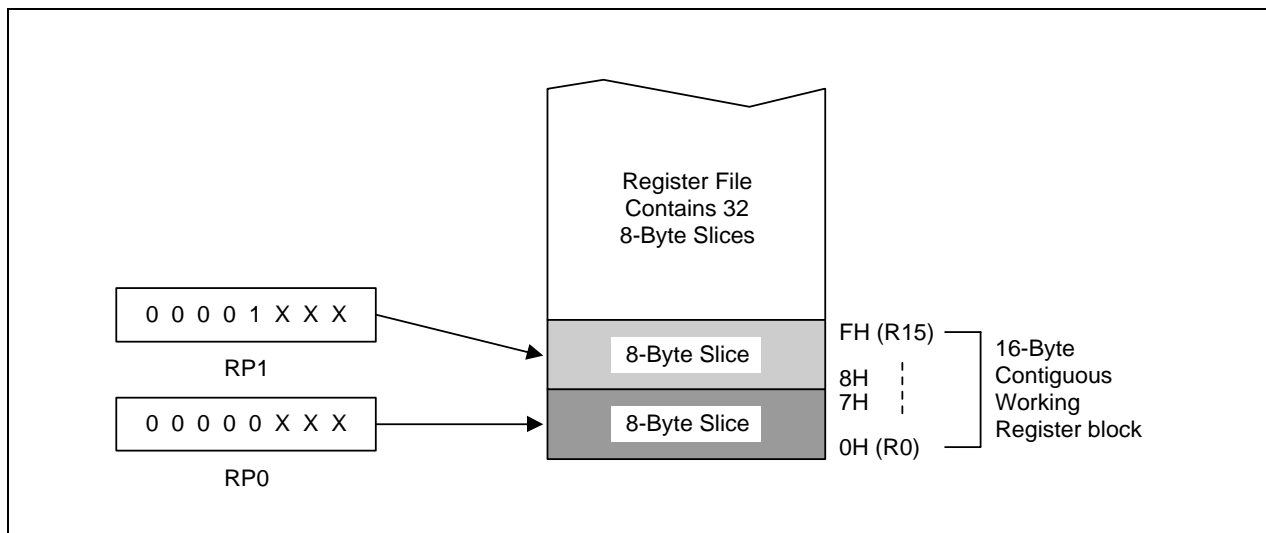 Register File
Contains 32
8-Byte Slices
0 0 0 0 1 X X X
RP1
0 0 0 0 0 X X X
RP0
8-Byte Slice
8-Byte Slice
FH (R15)
8H
7H
0H (R0)
16-Byte
Contiguous
Working
Register block